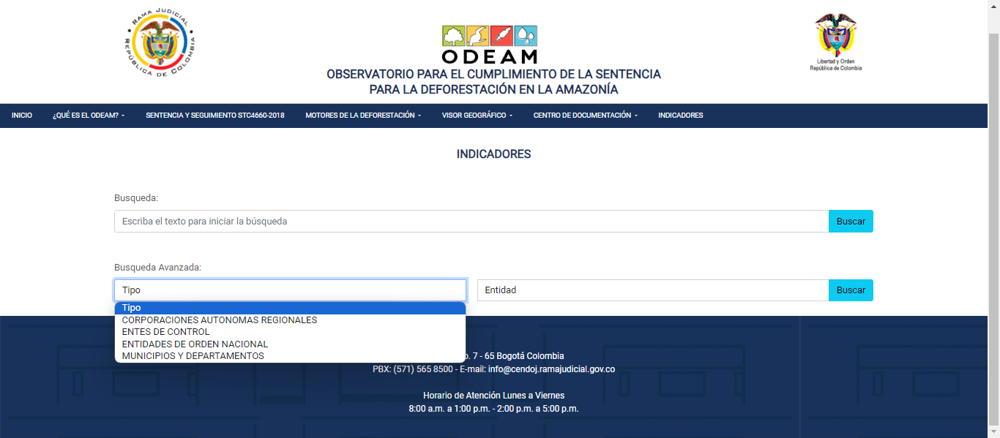 RAMA JUDICIAL
REPÚBLICA DE COLOMBIA
ODEAM
OBSERVATORIO PARA EL CUMPLIMIENTO DE LA SENTENCIA
PARA LA DEFORESTACIÓN EN LA AMAZONÍA
Libertad y Orden
República de Colombia
INICIO ¿QUÉ ES EL ODEAM? SENTENCIA Y SEGUIMIENTO STC4660-2018 MOTORES DE LA DEFORESTACIÓN VISOR GEOGRÁFICO CENTRO DE DOCUMENTACIÓN INDICADORES
INDICADORES
Busqueda:
Escriba el texto para iniciar la búsqueda Buscar
Busqueda Avanzada:
Tipo Entidad Buscar
Tipo
CORPORACIONES AUTONOMAS REGIONALES
ENTES DE CONTROL
ENTIDADES DE ORDEN NACIONAL
MUNICIPIOS Y DEPARTAMENTOS
7 - 65 Bogotá Colombia
PBX: (571) 565 8500 - E-mail: info@cendoj.ramajudicial.gov.co
Horario de Atención Lunes a Viernes
8:00 a.m. a 1:00 p.m. - 2:00 p.m. a 5:00 p.m.